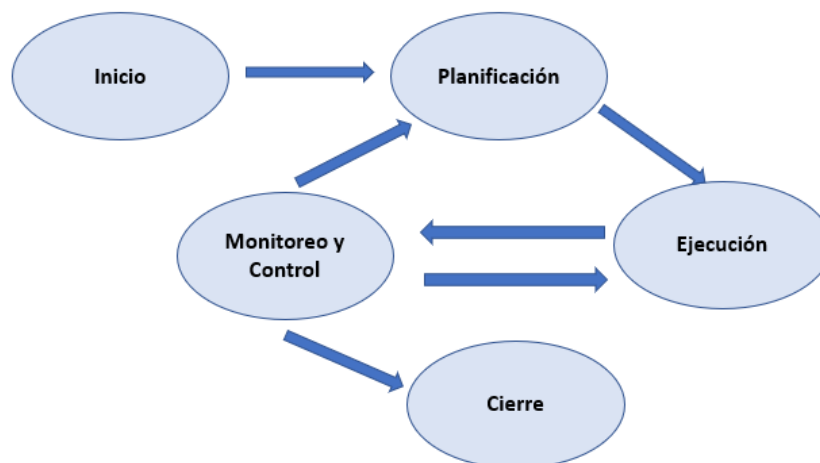 Inicio
Planificación
Monitoreo y
Control
Ejecución
Cierre